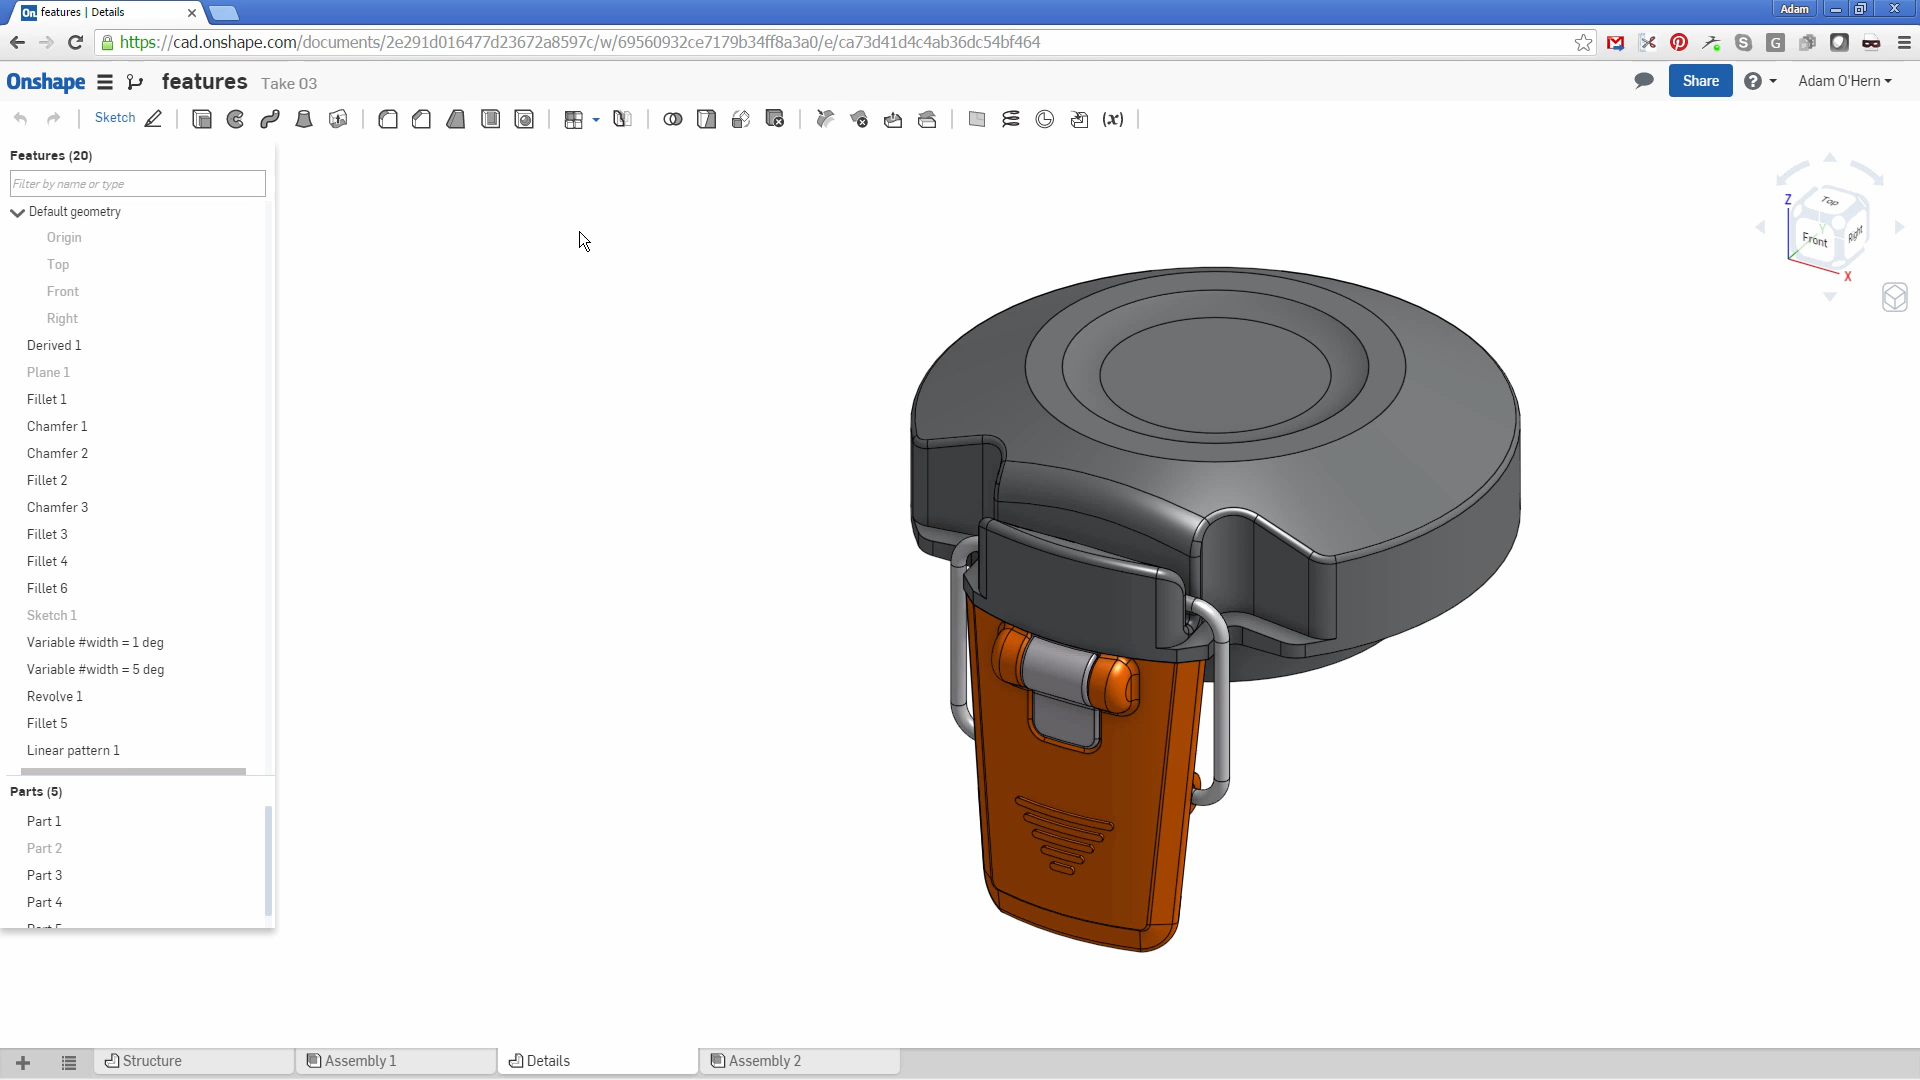 On features | Details
Adam
https://cad.onshape.com/documents/2e291d016477d23672a8597c/w/69560932ce7179b34ff8a3a0/e/ca73d41d4c4ab36dc54bf464
Onshape features Take 03
Share
Adam O'Hern
Sketch
(x)
Features (20)
Filter by name or type
Default geometry
Origin
Top
Front
Right
Derived 1
Plane 1
Fillet 1
Chamfer 1
Chamfer 2
Fillet 2
Chamfer 3
Fillet 3
Fillet 4
Fillet 6
Sketch 1
Variable #width = 1 deg
Variable #width = 5 deg
Revolve 1
Fillet 5
Linear pattern 1
Parts (5)
Part 1
Part 2
Part 3
Part 4
Z
Top
Y
Front
Right
X
Structure
Assembly 1
Details
Assembly 2